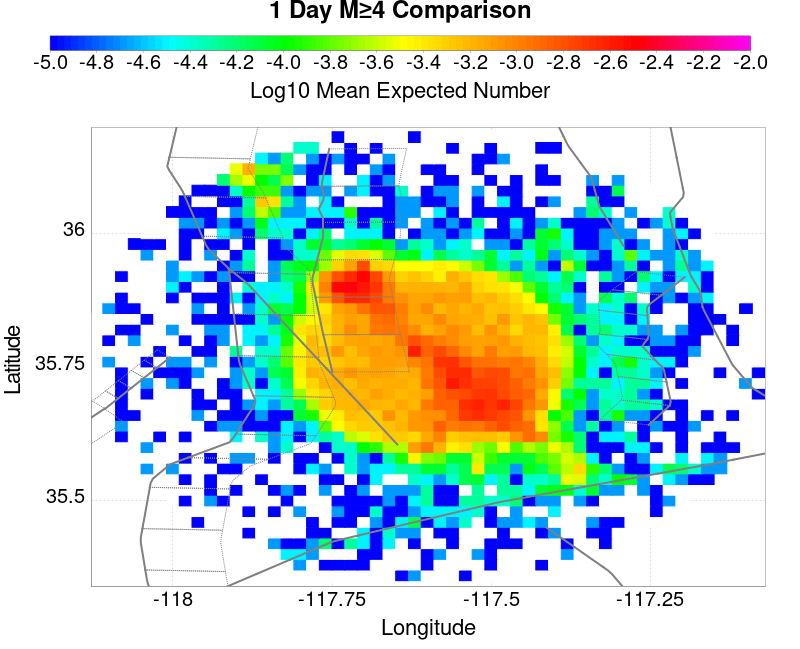 1 Day M≥4 Comparison
-5.0 -4.8 -4.6 -4.4 -4.2 -4.0 -3.8 -3.6 -3.4 -3.2 -3.0 -2.8 -2.6 -2.4 -2.2 -2.0
Log10 Mean Expected Number
36
35.75
35.5
Latitude
-118 -117.75 -117.5 -117.25
Longitude